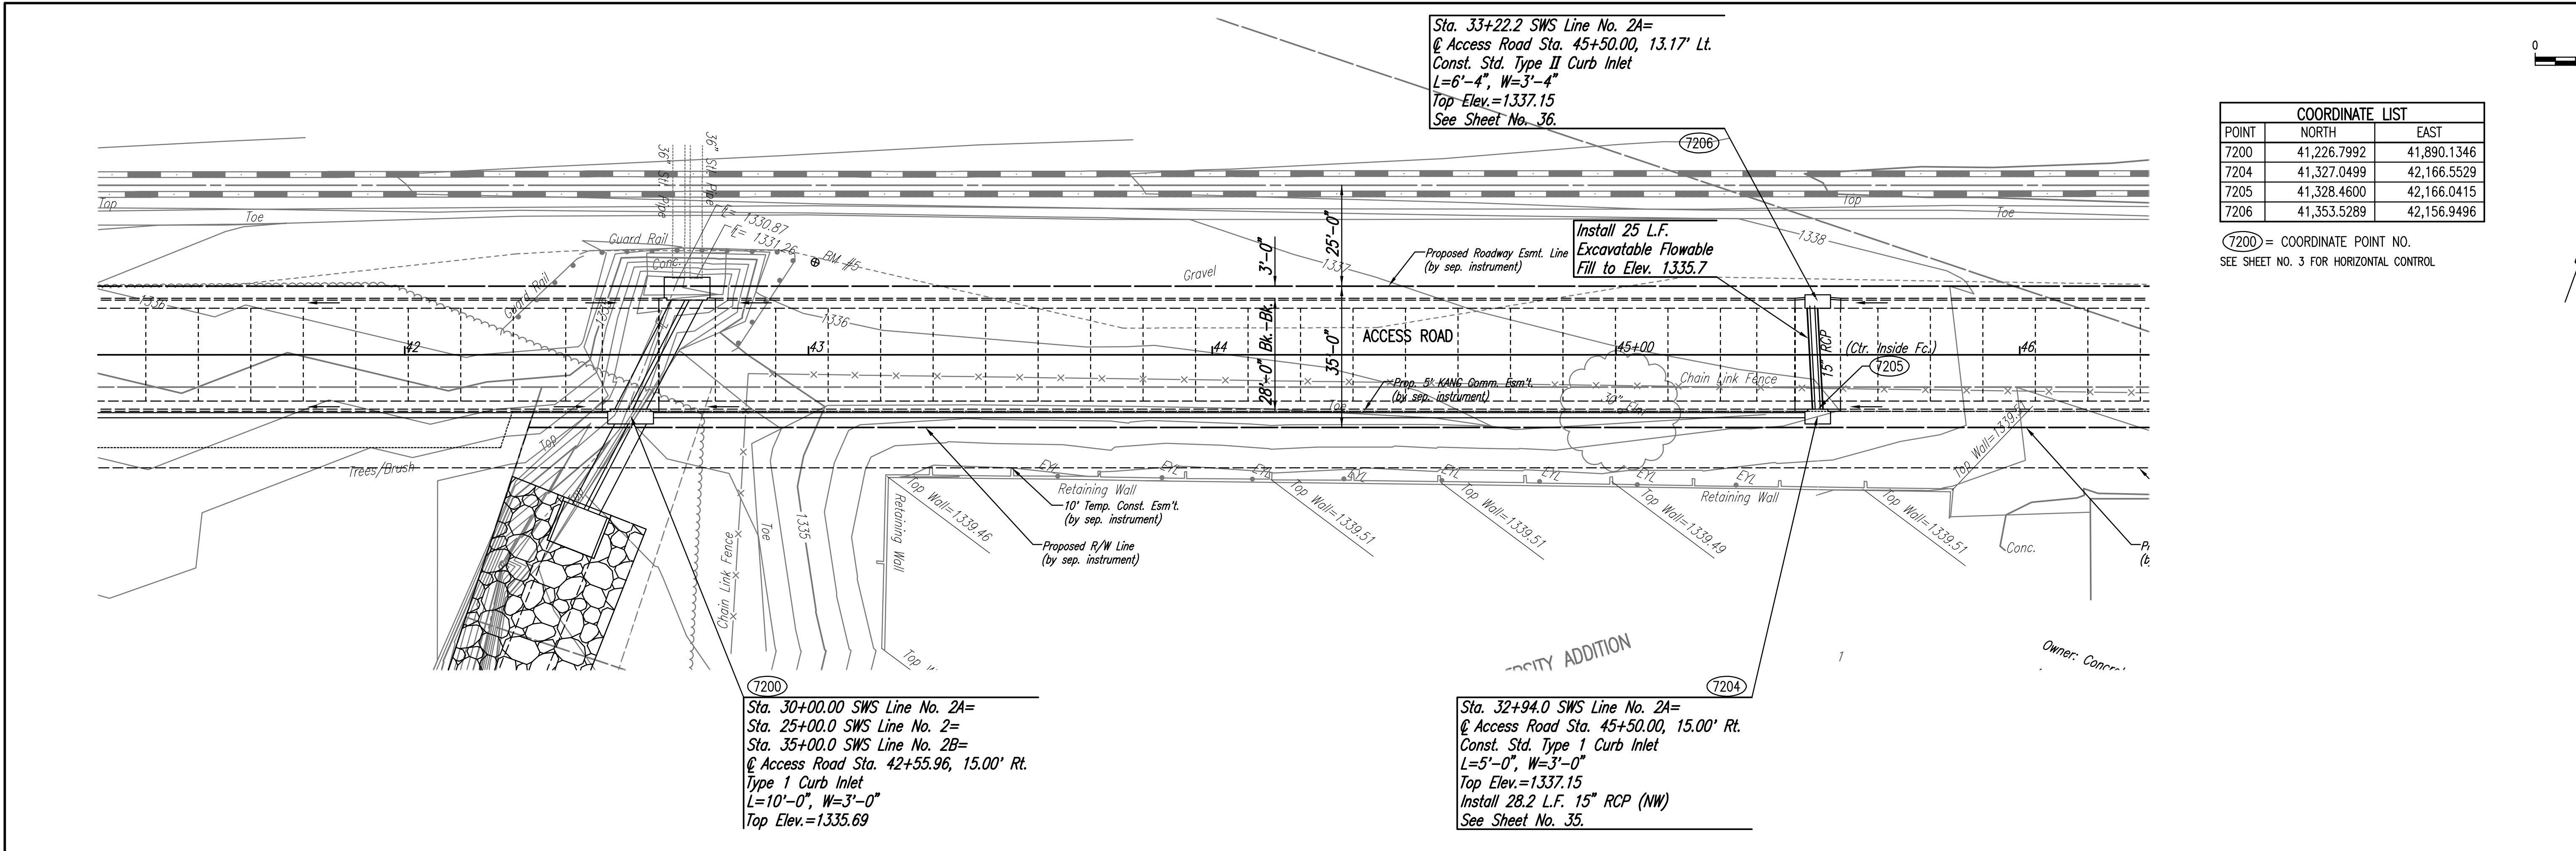 Sta. 33+22.2 SWS Line No. 2A=
℄ Access Road Sta. 45+50.00, 13.17' Lt.
Const. Std. Type II Curb Inlet
L=6'-4", W=3'-4"
Top Elev.=1337.15
See Sheet No. 36.
7206
0
COORDINATE LIST
POINT NORTH EAST
7200 41,226.7992 41,890.1346
7204 41,327.0499 42,166.5529
7205 41,328.4600 42,166.0415
7206 41,353.5289 42,156.9496
7200 = COORDINATE POINT NO.
SEE SHEET NO. 3 FOR HORIZONTAL CONTROL
36" Stl. Pipe
36" Stl. Pipe
Top
Toe
Guard Rail
Conc.
℄= 1330.87
℄= 1331.26
BM #5
Guard Rail
Gravel
3'-0"
25'-0"
1337
Proposed Roadway Esmt. Line
(by sep. instrument)
Install 25 L.F.
Excavatable Flowable
Fill to Elev. 1335.7
1338
Top
Toe
1336
1336
42
43
44
28'-0" Bk.-Bk.
35'-0"
ACCESS ROAD
45+00
15" RCP
(Ctr. Inside Fc.)
7205
46
Prop. 5' KANG Comm. Esm't.
(by sep. instrument)
Chain Link Fence
Toe
30" Elm
Top
Trees/Brush
EYL
EYL
EYL
EYL
EYL
EYL
EYL
EYL
Retaining Wall
Retaining Wall
Retaining Wall
Top Wall=1339.46
Top Wall=1339.51
Top Wall=1339.51
Top Wall=1339.49
Top Wall=1339.51
Top Wall=1339.51
10' Temp. Const. Esm't.
(by sep. instrument)
Proposed R/W Line
(by sep. instrument)
Chain Link Fence
Toe
1335
Conc.
1
Owner:
ADDITION
7200
Sta. 30+00.00 SWS Line No. 2A=
Sta. 25+00.0 SWS Line No. 2=
Sta. 35+00.0 SWS Line No. 2B=
℄ Access Road Sta. 42+55.96, 15.00' Rt.
Type 1 Curb Inlet
L=10'-0", W=3'-0"
Top Elev.=1335.69
7204
Sta. 32+94.0 SWS Line No. 2A=
℄ Access Road Sta. 45+50.00, 15.00' Rt.
Const. Std. Type 1 Curb Inlet
L=5'-0", W=3'-0"
Top Elev.=1337.15
Install 28.2 L.F. 15" RCP (NW)
See Sheet No. 35.